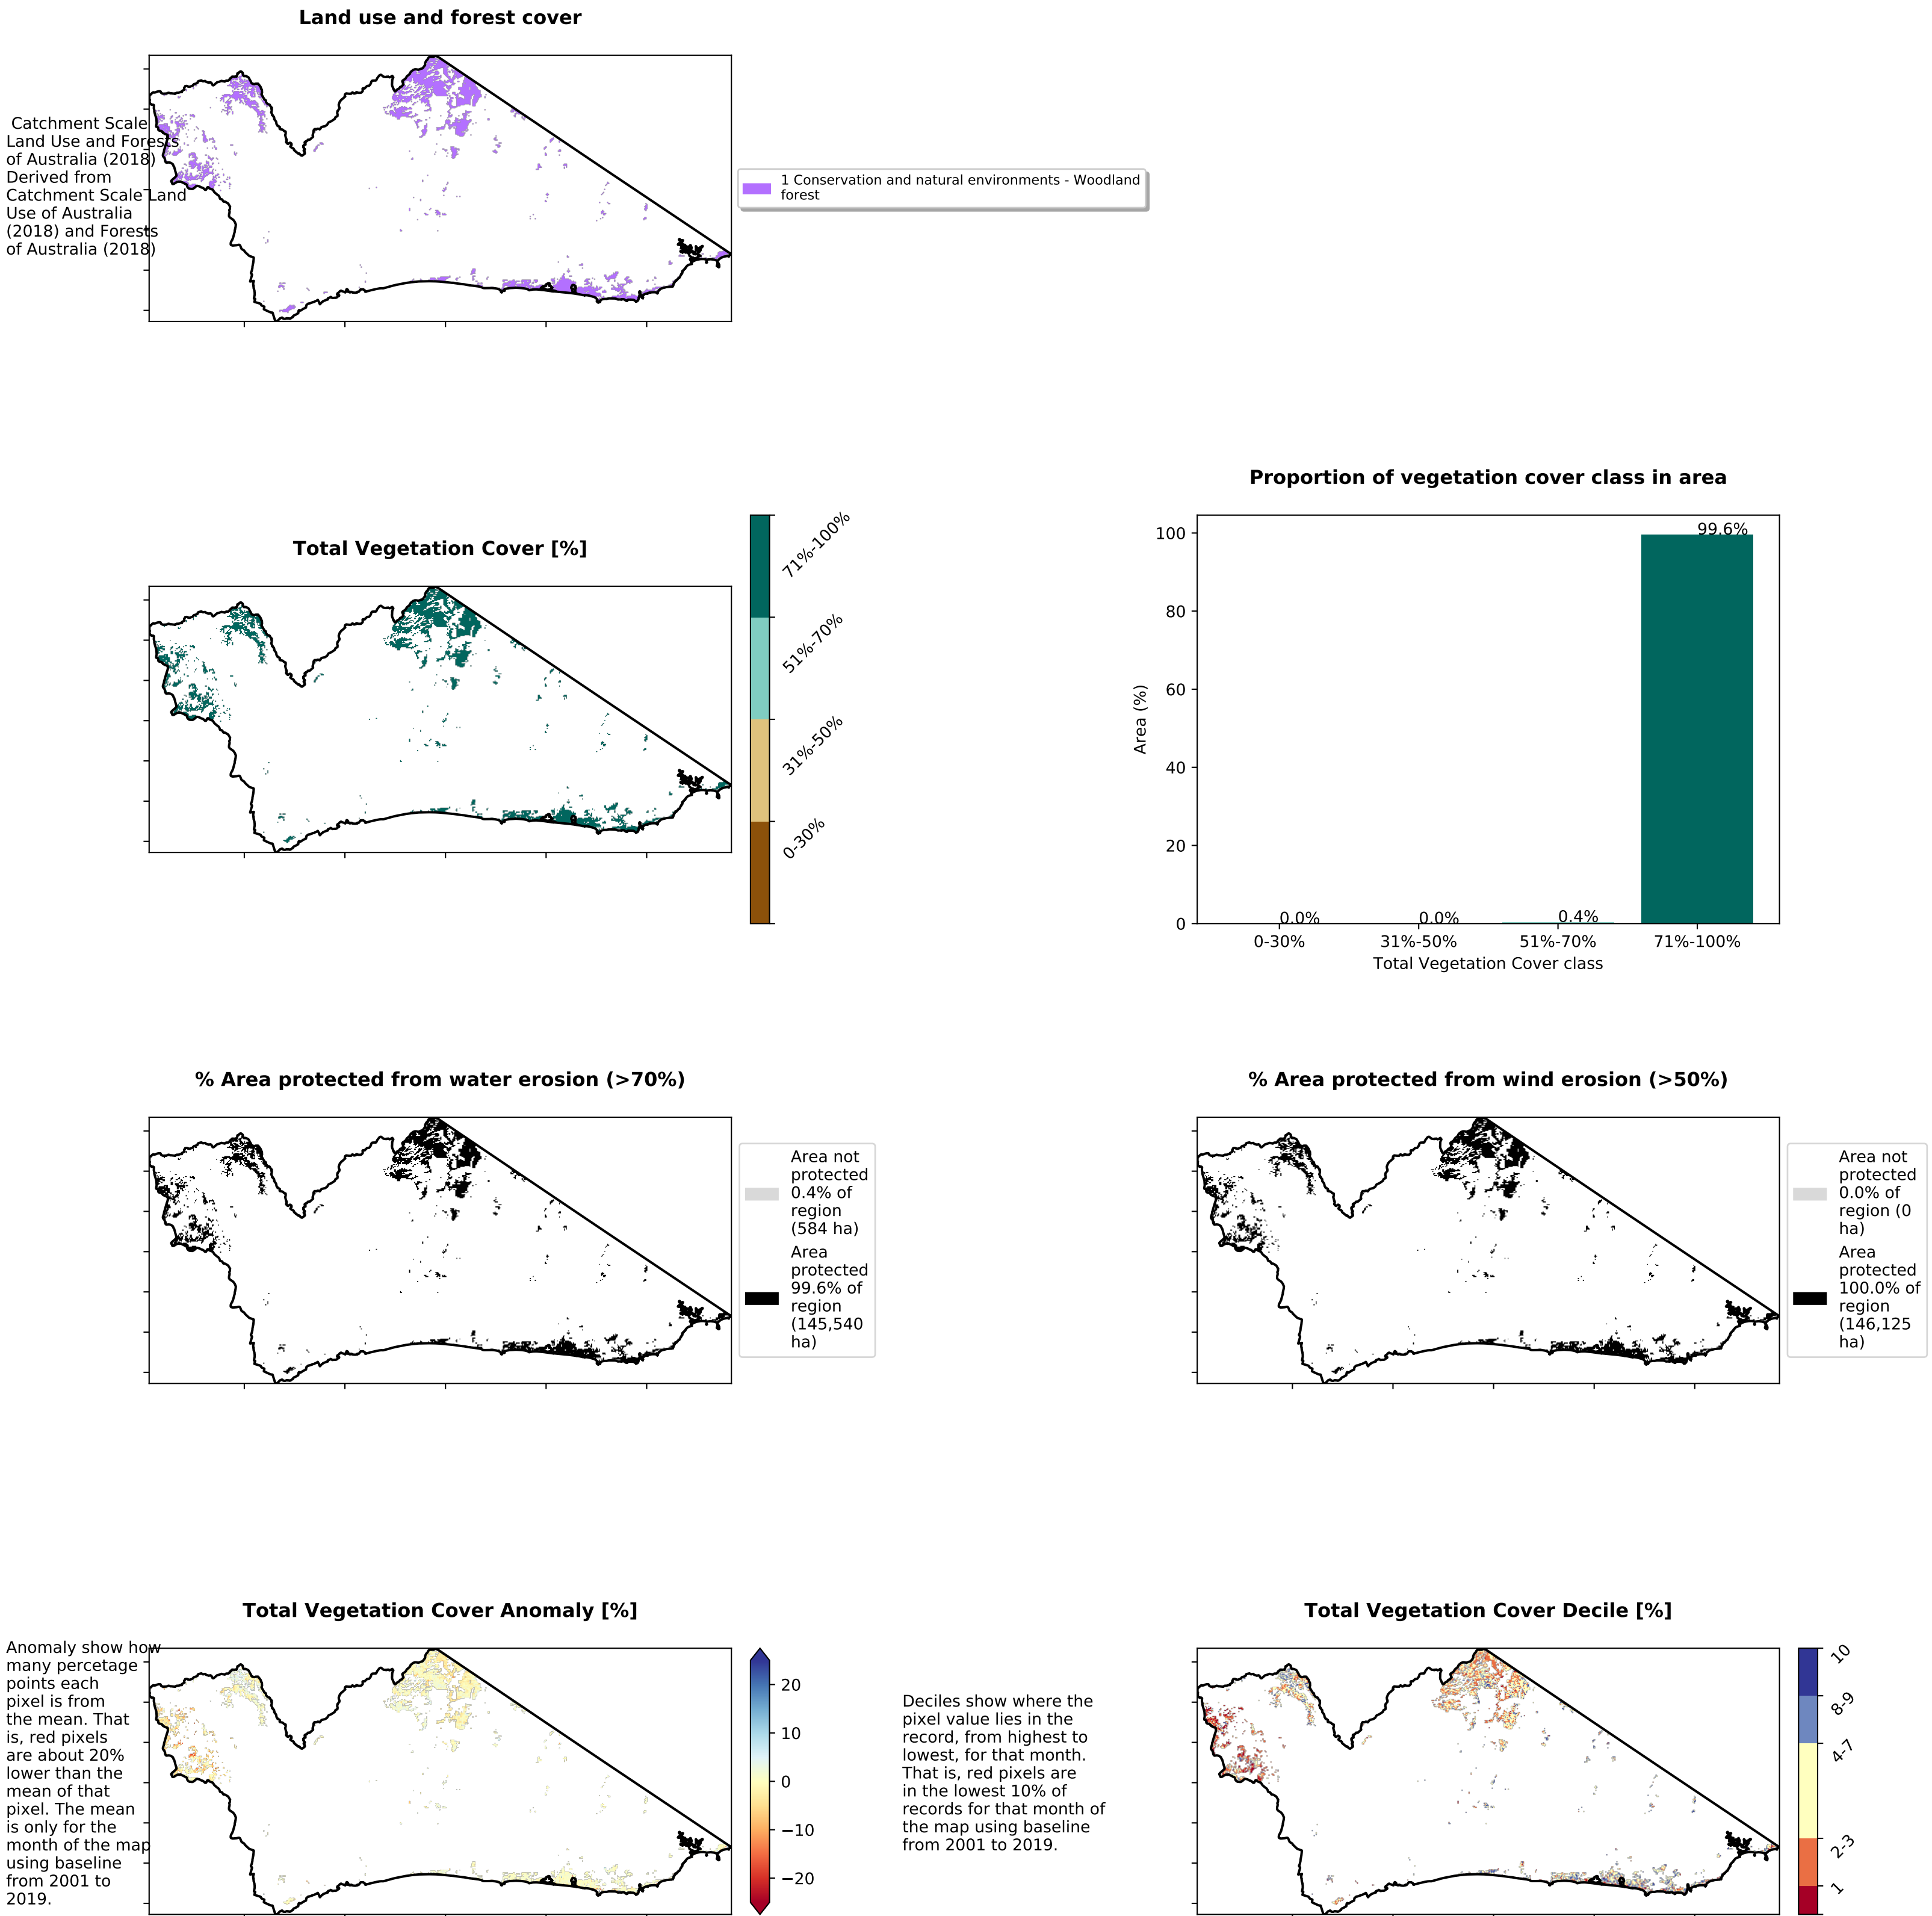 Land use and forest cover
Catchment Scale
Land Use and Forests
of Australia (2018)
Derived from
Catchment Scale Land
Use of Australia
(2018) and Forests
of Australia (2018)
1 Conservation and natural environments - Woodland
forest
Total Vegetation Cover [%]
71%-100%
51%-70%
31%-50%
0-30%
Proportion of vegetation cover class in area
100
80
60
40
20
0
Area (%)
0.0%
0.0%
0.4%
99.6%
0-30%
31%-50%
51%-70%
71%-100%
Total Vegetation Cover class
% Area protected from water erosion (>70%)
Area not
protected
0.4% of
region
(584 ha)
Area
protected
99.6% of
region
(145,540
ha)
% Area protected from wind erosion (>50%)
Area not
protected
0.0% of
region (0
ha)
Area
protected
100.0% of
region
(146,125
ha)
Total Vegetation Cover Anomaly [%]
Anomaly show how
many percetage
points each
pixel is from
the mean. That
is, red pixels
are about 20%
lower than the
mean of that
pixel. The mean
is only for the
month of the map
using baseline
from 2001 to
2019.
20
10
0
−10
−20
Total Vegetation Cover Decile [%]
Deciles show where the
pixel value lies in the
record, from highest to
lowest, for that month.
That is, red pixels are
in the lowest 10% of
records for that month of
the map using baseline
from 2001 to 2019.
10
8-9
4-7
2-3
1